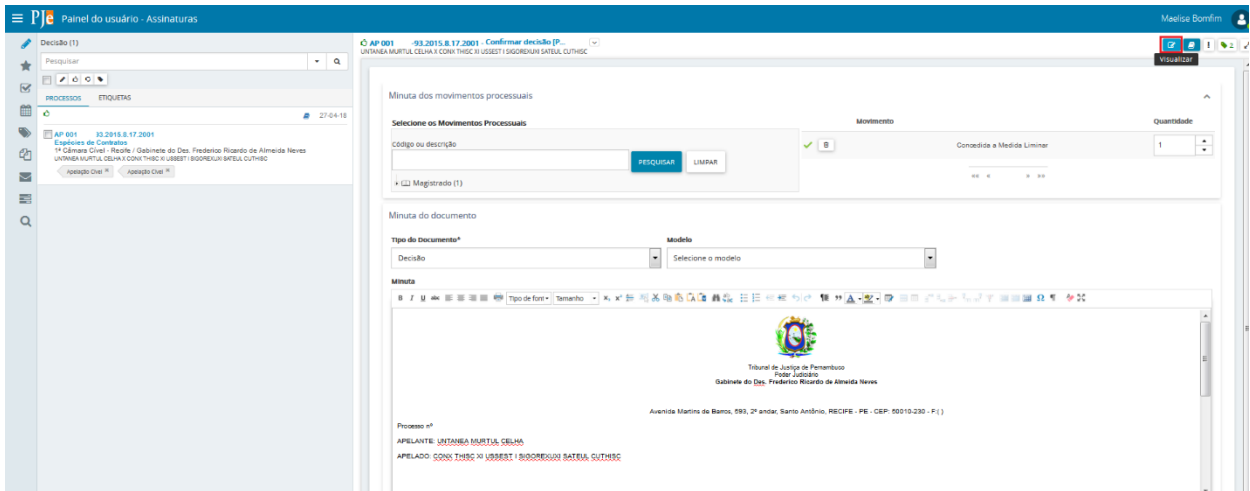 PJe Painel do usuário - Assinaturas
Maelise Bomfim
Decisão (1)
Pesquisar
PROCESSOS ETIQUETAS
27-04-18
AP 001 93.2015.8.17.2001
Espécies de Contratos
1ª Câmara Cível - Recife / Gabinete do Des. Frederico Ricardo de Almeida Neves
UNTANEA MURTUL CELHA X CONX THISC XI USSEST I SIGOREXUXI SATEUL CUTHISC
Apelação Cível Apelação Cível
AP 001 -93.2015.8.17.2001 - Confirmar decisão [P...
UNTANEA MURTUL CELHA X CONX THISC XI USSEST I SIGOREXUXI SATEUL CUTHISC
2
Visualizar
Minuta dos movimentos processuais
Selecione os Movimentos Processuais
Código ou descrição
PESQUISAR LIMPAR
Magistrado (1)
Movimento Quantidade
Concedida a Medida Liminar 1
Minuta do documento
Tipo do Documento* Modelo
Decisão Selecione o modelo
Minuta
B I U abc Tipo de font Tamanho
Tribunal de Justiça de Pernambuco
Poder Judiciário
Gabinete do Des. Frederico Ricardo de Almeida Neves
Avenida Martins de Barros, 593, 2º andar, Santo Antônio, RECIFE - PE - CEP: 50010-230 - F:( )
Processo nº
APELANTE: UNTANEA MURTUL CELHA
APELADO: CONX THISC XI USSEST I SIGOREXUXI SATEUL CUTHISC